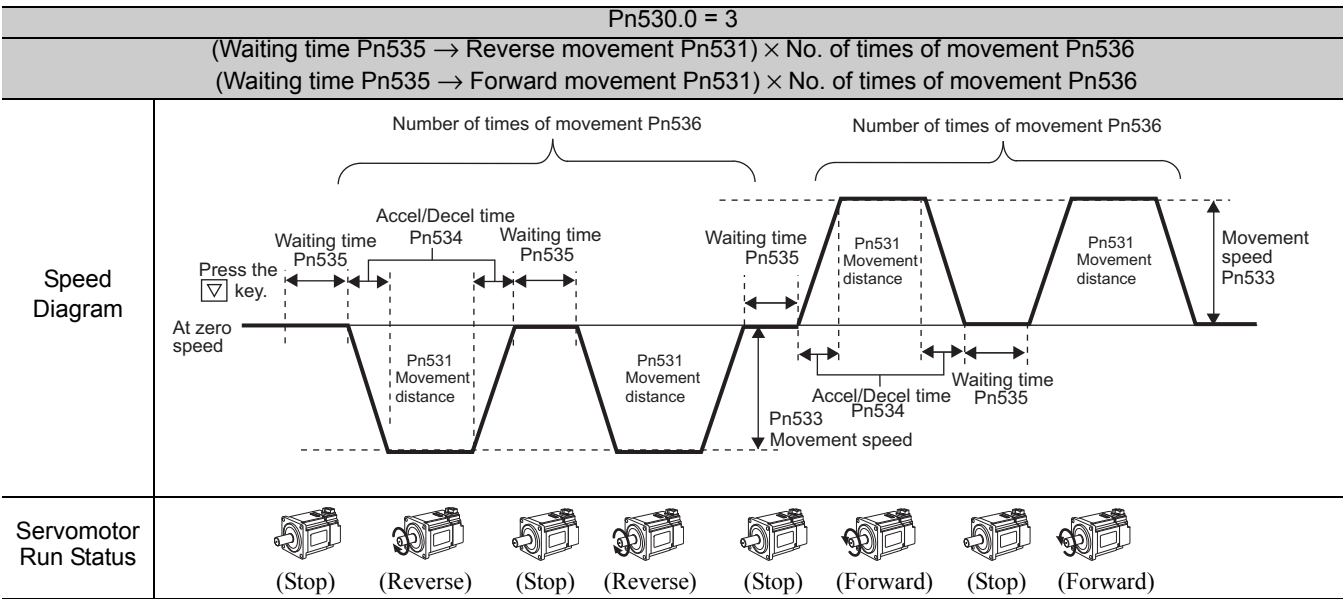 Pn530.0 = 3
(Waiting time Pn535 → Reverse movement Pn531) × No. of times of movement Pn536
(Waiting time Pn535 → Forward movement Pn531) × No. of times of movement Pn536
Speed
Diagram
Number of times of movement Pn536
Number of times of movement Pn536
Press the
▽ key.
At zero
speed
Waiting time
Pn535
Accel/Decel time
Pn534
Waiting time
Pn535
Pn531
Movement
distance
Pn531
Movement
distance
Waiting time
Pn535
Pn533
Movement speed
Pn531
Movement
distance
Accel/Decel time
Pn534
Waiting time
Pn535
Pn531
Movement
distance
Movement
speed
Pn533
Servomotor
Run Status
(Stop) (Reverse) (Stop) (Reverse) (Stop) (Forward) (Stop) (Forward)